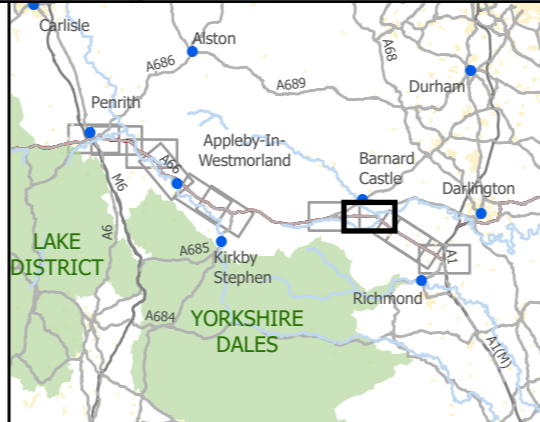 Carlisle
Alston
A68
A686
A689
Durham
Penrith
Appleby-In-
Westmorland
Barnard
Castle
A66
Darlington
M6
A6
LAKE
DISTRICT
A685
Kirkby
Stephen
A1
Richmond
A684
YORKSHIRE
DALES
A1(M)